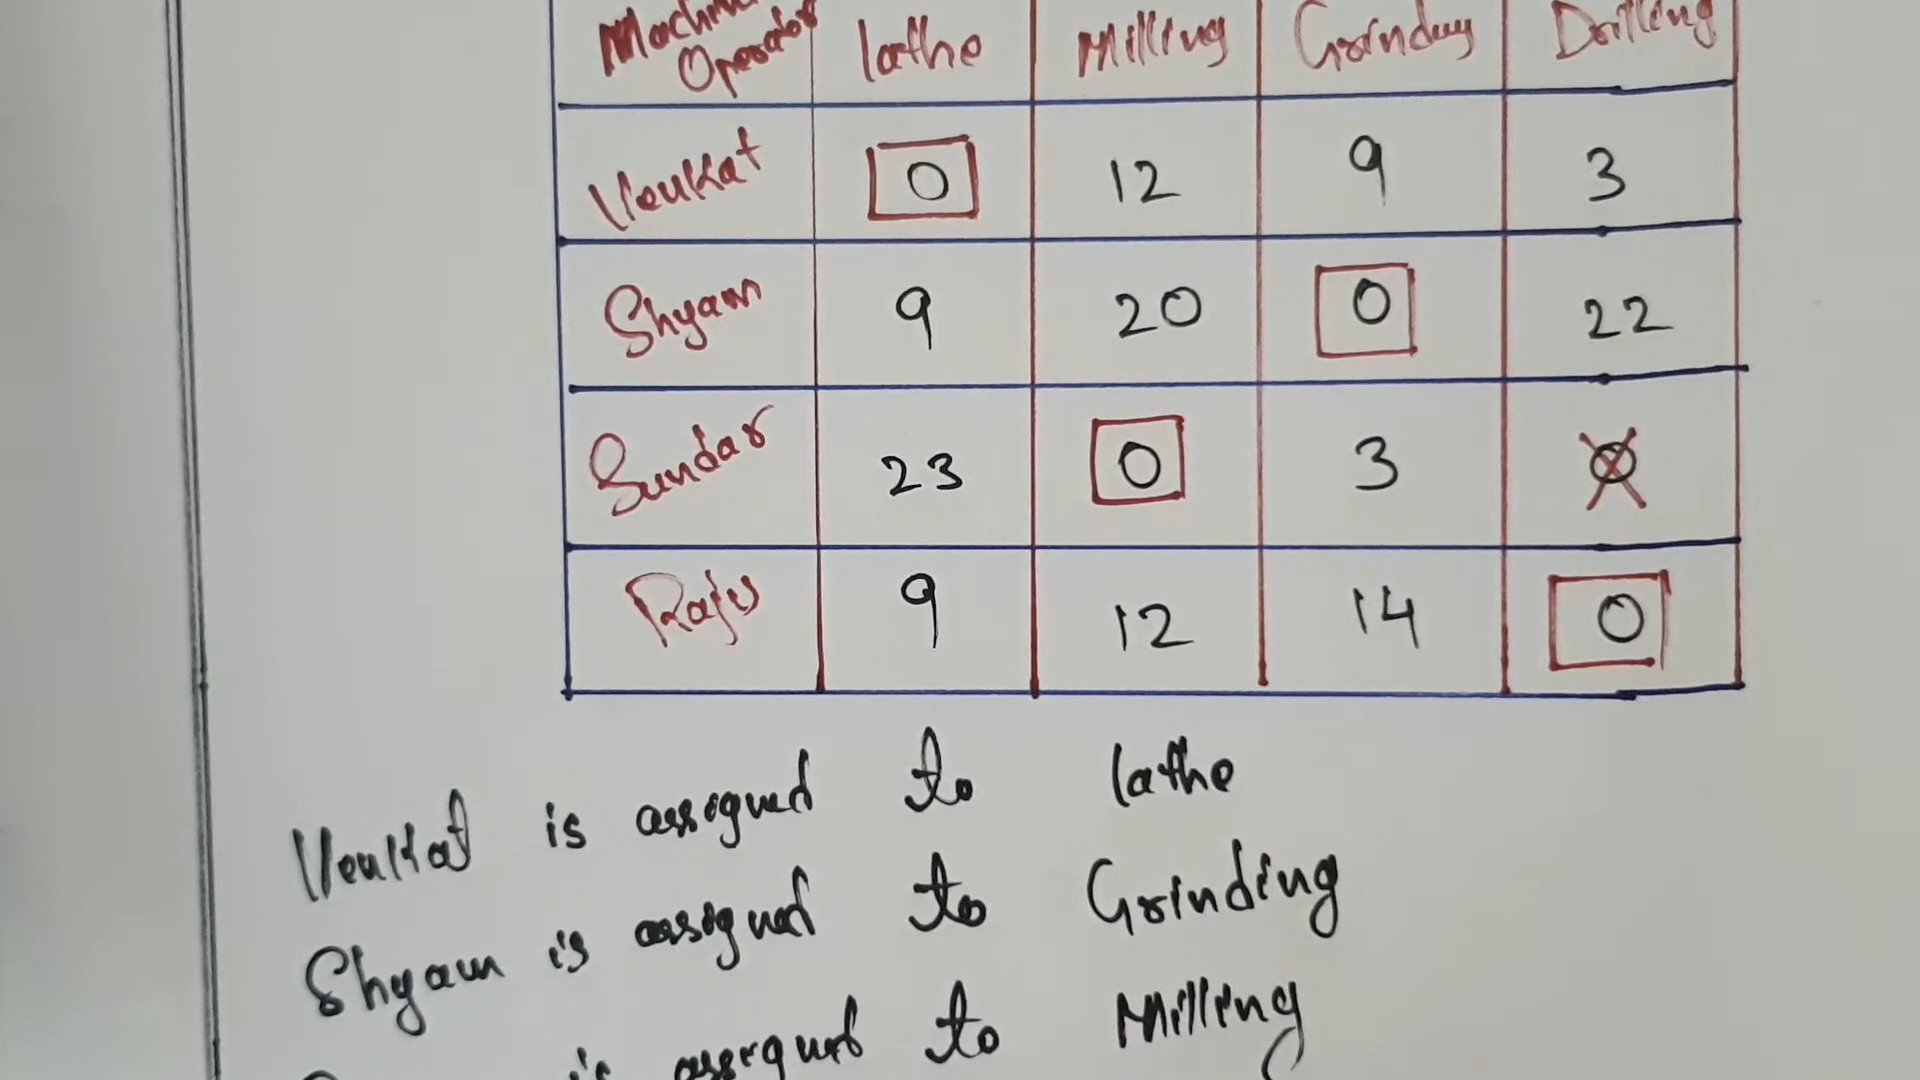 Machine Operator lathe Milling Grinding Drilling
Venkat 0 12 9 3
Shyam 9 20 0 22
Sundar 23 0 3 0
Raju 9 12 14 0
Venkat is assigned to lathe
Shyam is assigned to Grinding
is assigned to Milling